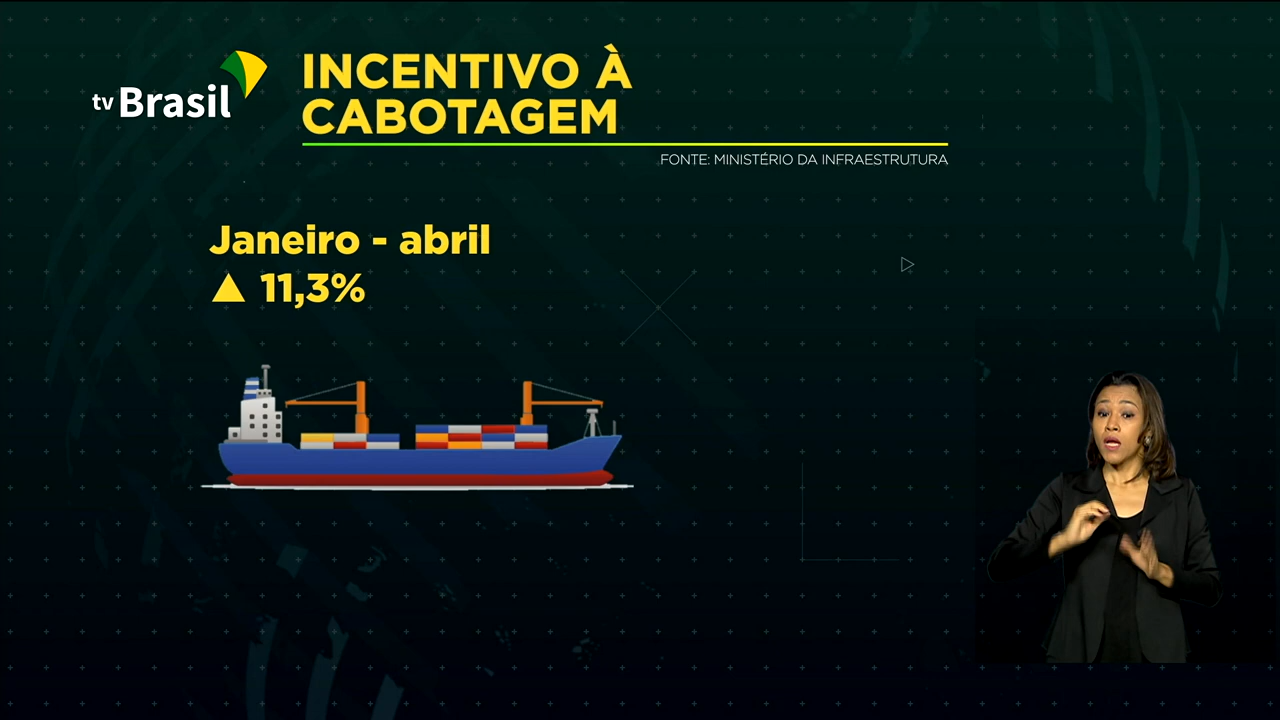 tv Brasil
INCENTIVO À
CABOTAGEM
FONTE: MINISTÉRIO DA INFRAESTRUTURA
Janeiro - abril
▲ 11,3%